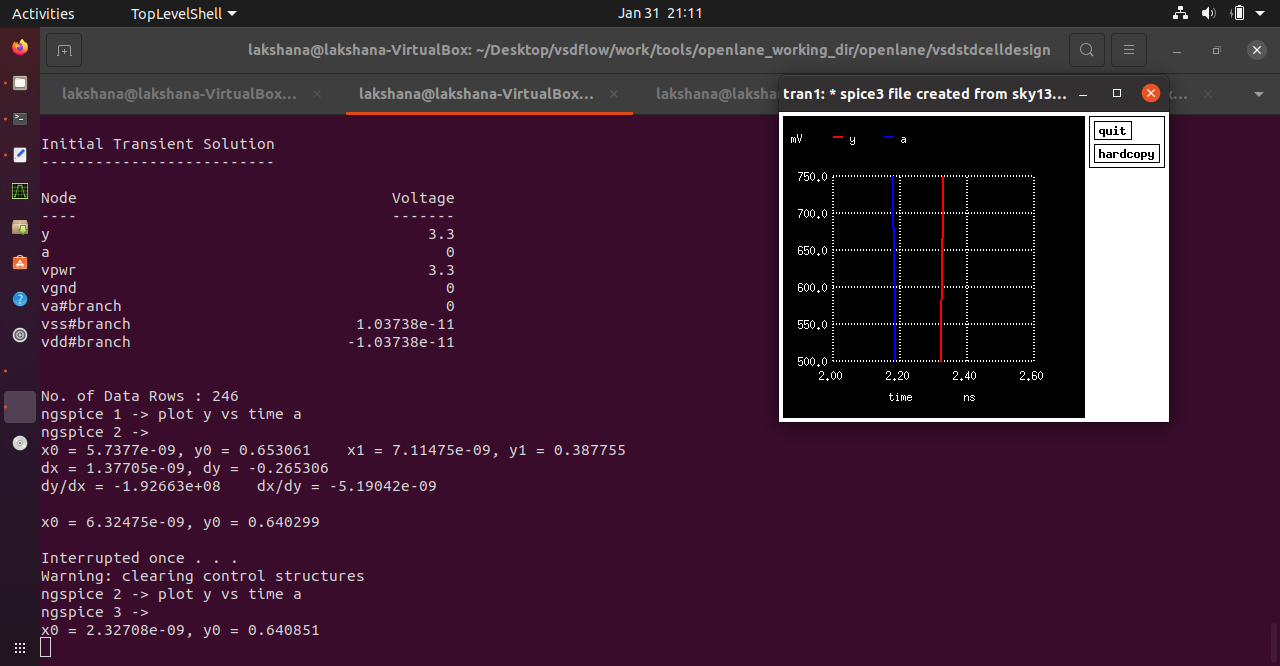 Activities TopLevelShell Jan 31 21:11
lakshana@lakshana-VirtualBox: ~/Desktop/vsdflow/work/tools/openlane_working_dir/openlane/vsdstdcelldesign
lakshana@lakshana-VirtualBox... lakshana@lakshana-VirtualBox... lakshana@laksha
tran1: * spice3 file created from sky13...
mV y a
quit
hardcopy
750.0
700.0
650.0
600.0
550.0
500.0
2.00 2.20 2.40 2.60
time ns
Initial Transient Solution
--------------------------
Node Voltage
---- -------
y 3.3
a 0
vpwr 3.3
vgnd 0
va#branch 0
vss#branch 1.03738e-11
vdd#branch -1.03738e-11
No. of Data Rows : 246
ngspice 1 -> plot y vs time a
ngspice 2 ->
x0 = 5.7377e-09, y0 = 0.653061 x1 = 7.11475e-09, y1 = 0.387755
dx = 1.37705e-09, dy = -0.265306
dy/dx = -1.92663e+08 dx/dy = -5.19042e-09
x0 = 6.32475e-09, y0 = 0.640299
Interrupted once . . .
Warning: clearing control structures
ngspice 2 -> plot y vs time a
ngspice 3 ->
x0 = 2.32708e-09, y0 = 0.640851